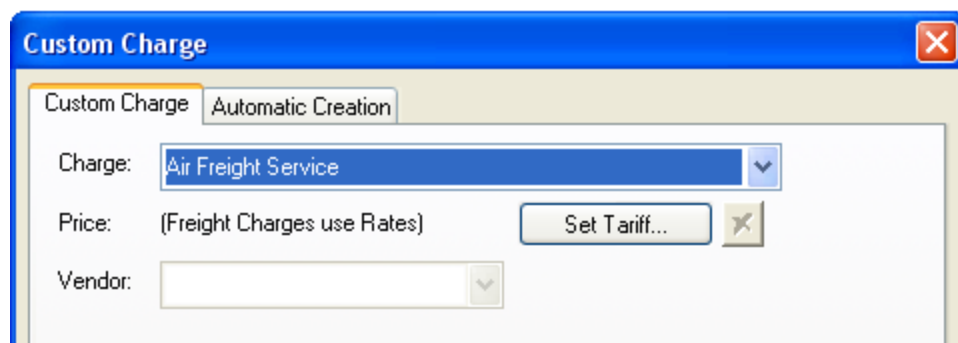 Custom Charge
Custom Charge Automatic Creation
Charge: Air Freight Service
Price: (Freight Charges use Rates) Set Tariff...
Vendor: